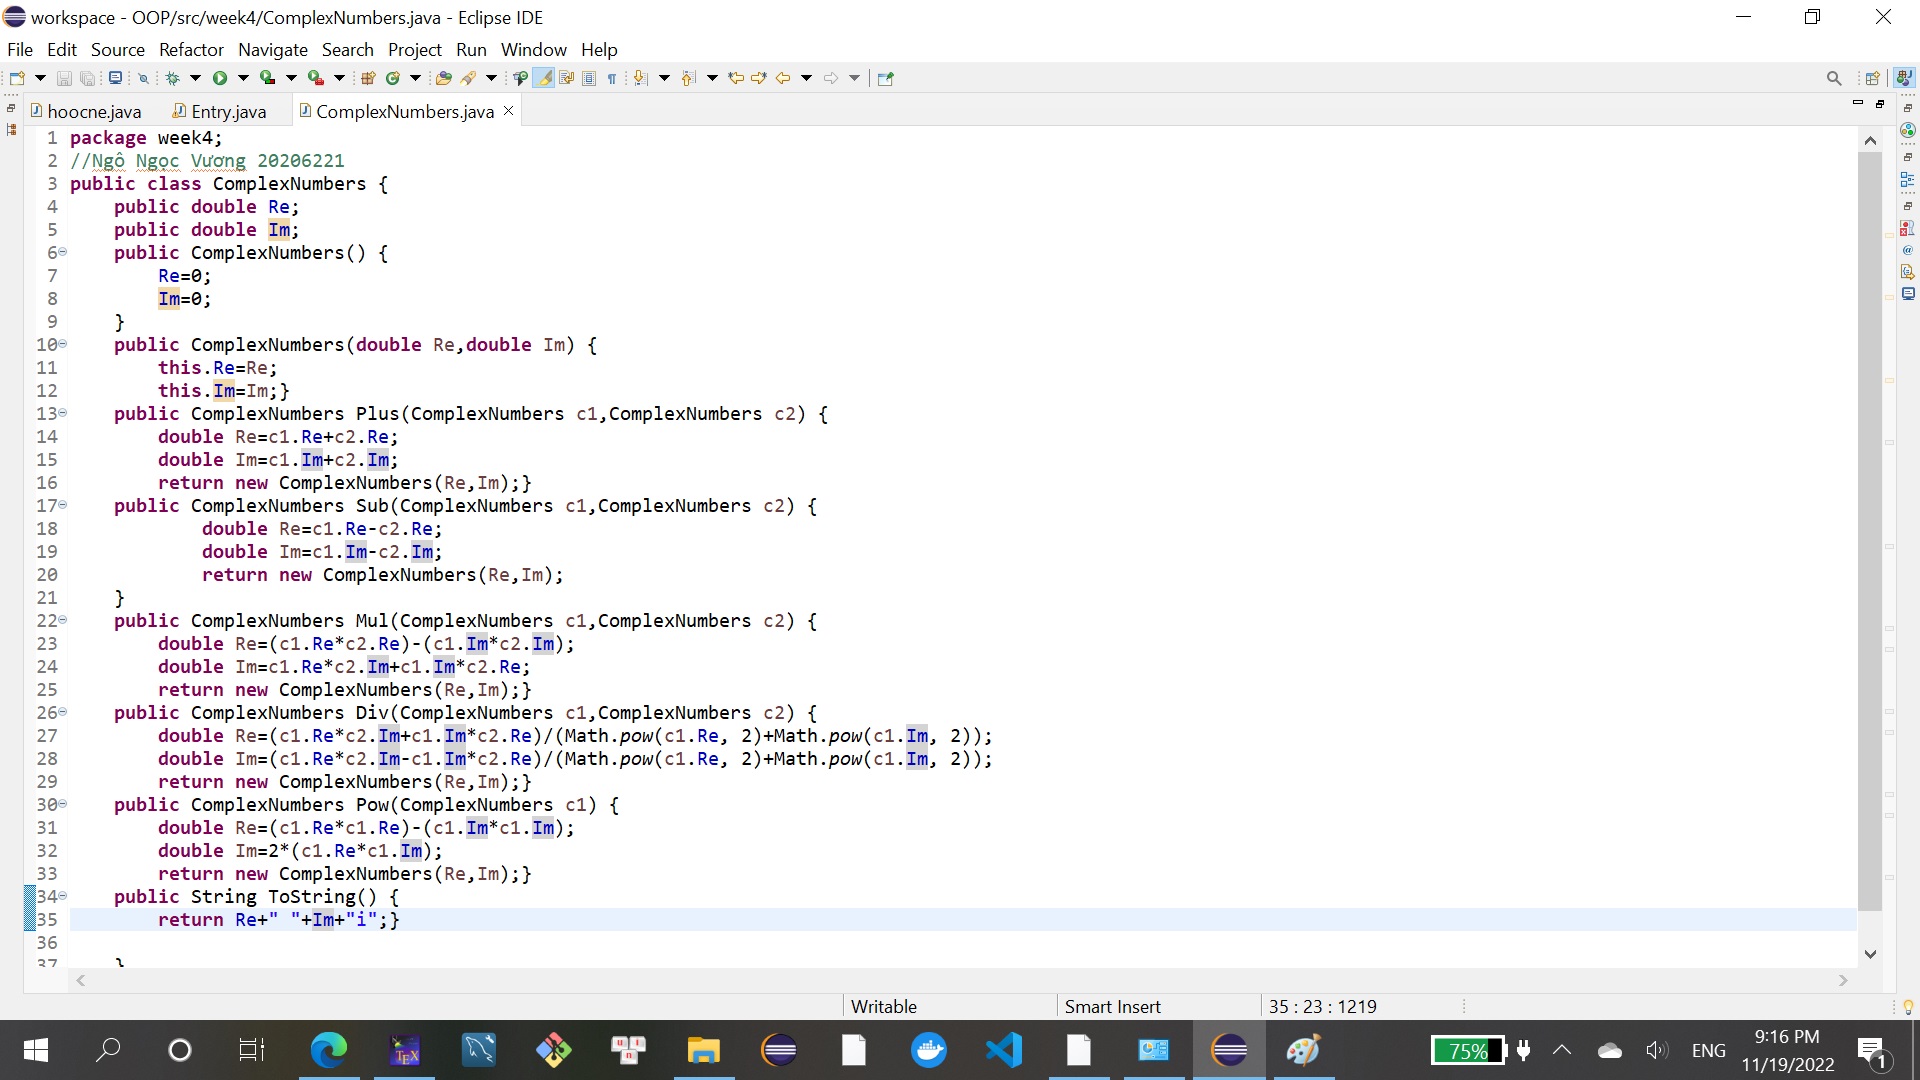 workspace - OOP/src/week4/ComplexNumbers.java - Eclipse IDE
File Edit Source Refactor Navigate Search Project Run Window Help
hoocne.java Entry.java ComplexNumbers.java
1 package week4;
2 //Ngô Ngọc Vương 20206221
3 public class ComplexNumbers {
4 public double Re;
5 public double Im;
6 public ComplexNumbers() {
7 Re=0;
8 Im=0;
9 }
10 public ComplexNumbers(double Re,double Im) {
11 this.Re=Re;
12 this.Im=Im;}
13 public ComplexNumbers Plus(ComplexNumbers c1,ComplexNumbers c2) {
14 double Re=c1.Re+c2.Re;
15 double Im=c1.Im+c2.Im;
16 return new ComplexNumbers(Re,Im);}
17 public ComplexNumbers Sub(ComplexNumbers c1,ComplexNumbers c2) {
18 double Re=c1.Re-c2.Re;
19 double Im=c1.Im-c2.Im;
20 return new ComplexNumbers(Re,Im);
21 }
22 public ComplexNumbers Mul(ComplexNumbers c1,ComplexNumbers c2) {
23 double Re=(c1.Re*c2.Re)-(c1.Im*c2.Im);
24 double Im=c1.Re*c2.Im+c1.Im*c2.Re;
25 return new ComplexNumbers(Re,Im);}
26 public ComplexNumbers Div(ComplexNumbers c1,ComplexNumbers c2) {
27 double Re=(c1.Re*c2.Im+c1.Im*c2.Re)/(Math.pow(c1.Re, 2)+Math.pow(c1.Im, 2));
28 double Im=(c1.Re*c2.Im-c1.Im*c2.Re)/(Math.pow(c1.Re, 2)+Math.pow(c1.Im, 2));
29 return new ComplexNumbers(Re,Im);}
30 public ComplexNumbers Pow(ComplexNumbers c1) {
31 double Re=(c1.Re*c1.Re)-(c1.Im*c1.Im);
32 double Im=2*(c1.Re*c1.Im);
33 return new ComplexNumbers(Re,Im);}
34 public String ToString() {
35 return Re+" "+Im+"i";}
36
37 }
Writable Smart Insert 35 : 23 : 1219
TEX
75% ENG 9:16 PM
11/19/2022
1